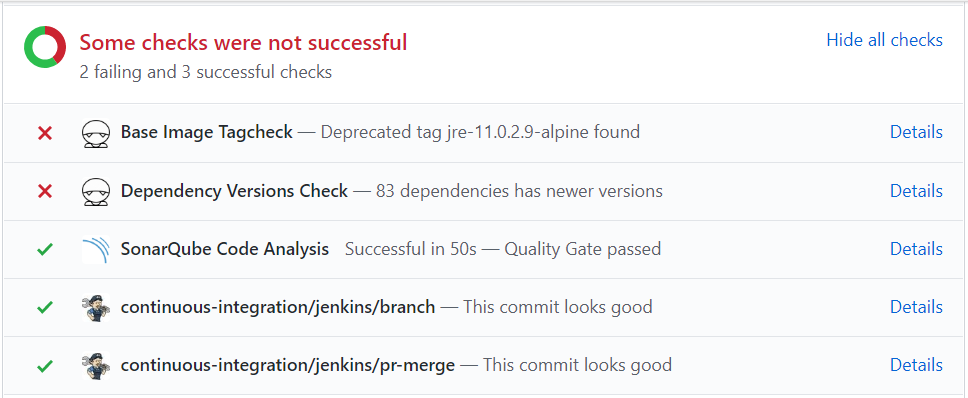 Some checks were not successful
Hide all checks
2 failing and 3 successful checks
Base Image Tagcheck — Deprecated tag jre-11.0.2.9-alpine found Details
Dependency Versions Check — 83 dependencies has newer versions Details
SonarQube Code Analysis Successful in 50s — Quality Gate passed Details
continuous-integration/jenkins/branch — This commit looks good Details
continuous-integration/jenkins/pr-merge — This commit looks good Details